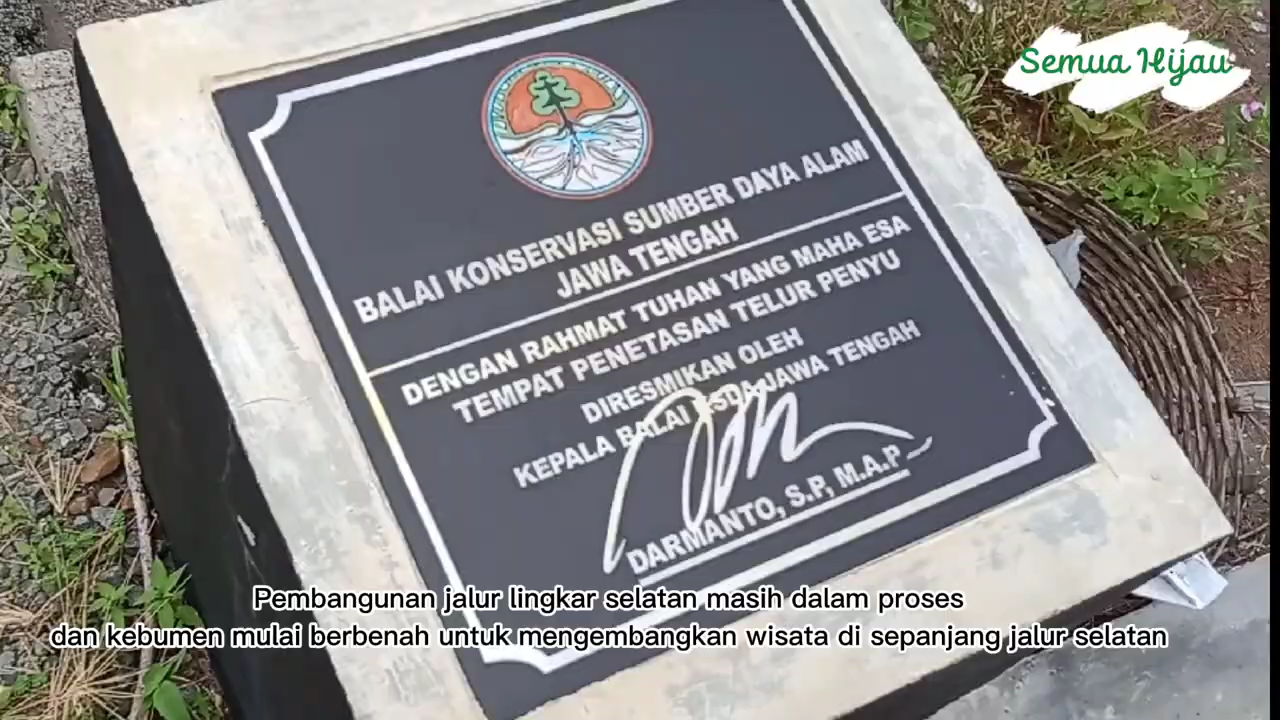 Semua Hijau
BALAI KONSERVASI SUMBER DAYA ALAM
JAWA TENGAH
DENGAN RAHMAT TUHAN YANG MAHA ESA
TEMPAT PENETASAN TELUR PENYU
DIRESMIKAN OLEH
KEPALA BALAI KSDA JAWA TENGAH
DARMANTO, S.P, M.A.P
Pembangunan jalur lingkar selatan masih dalam proses
dan kebumen mulai berbenah untuk mengembangkan wisata di sepanjang jalur selatan